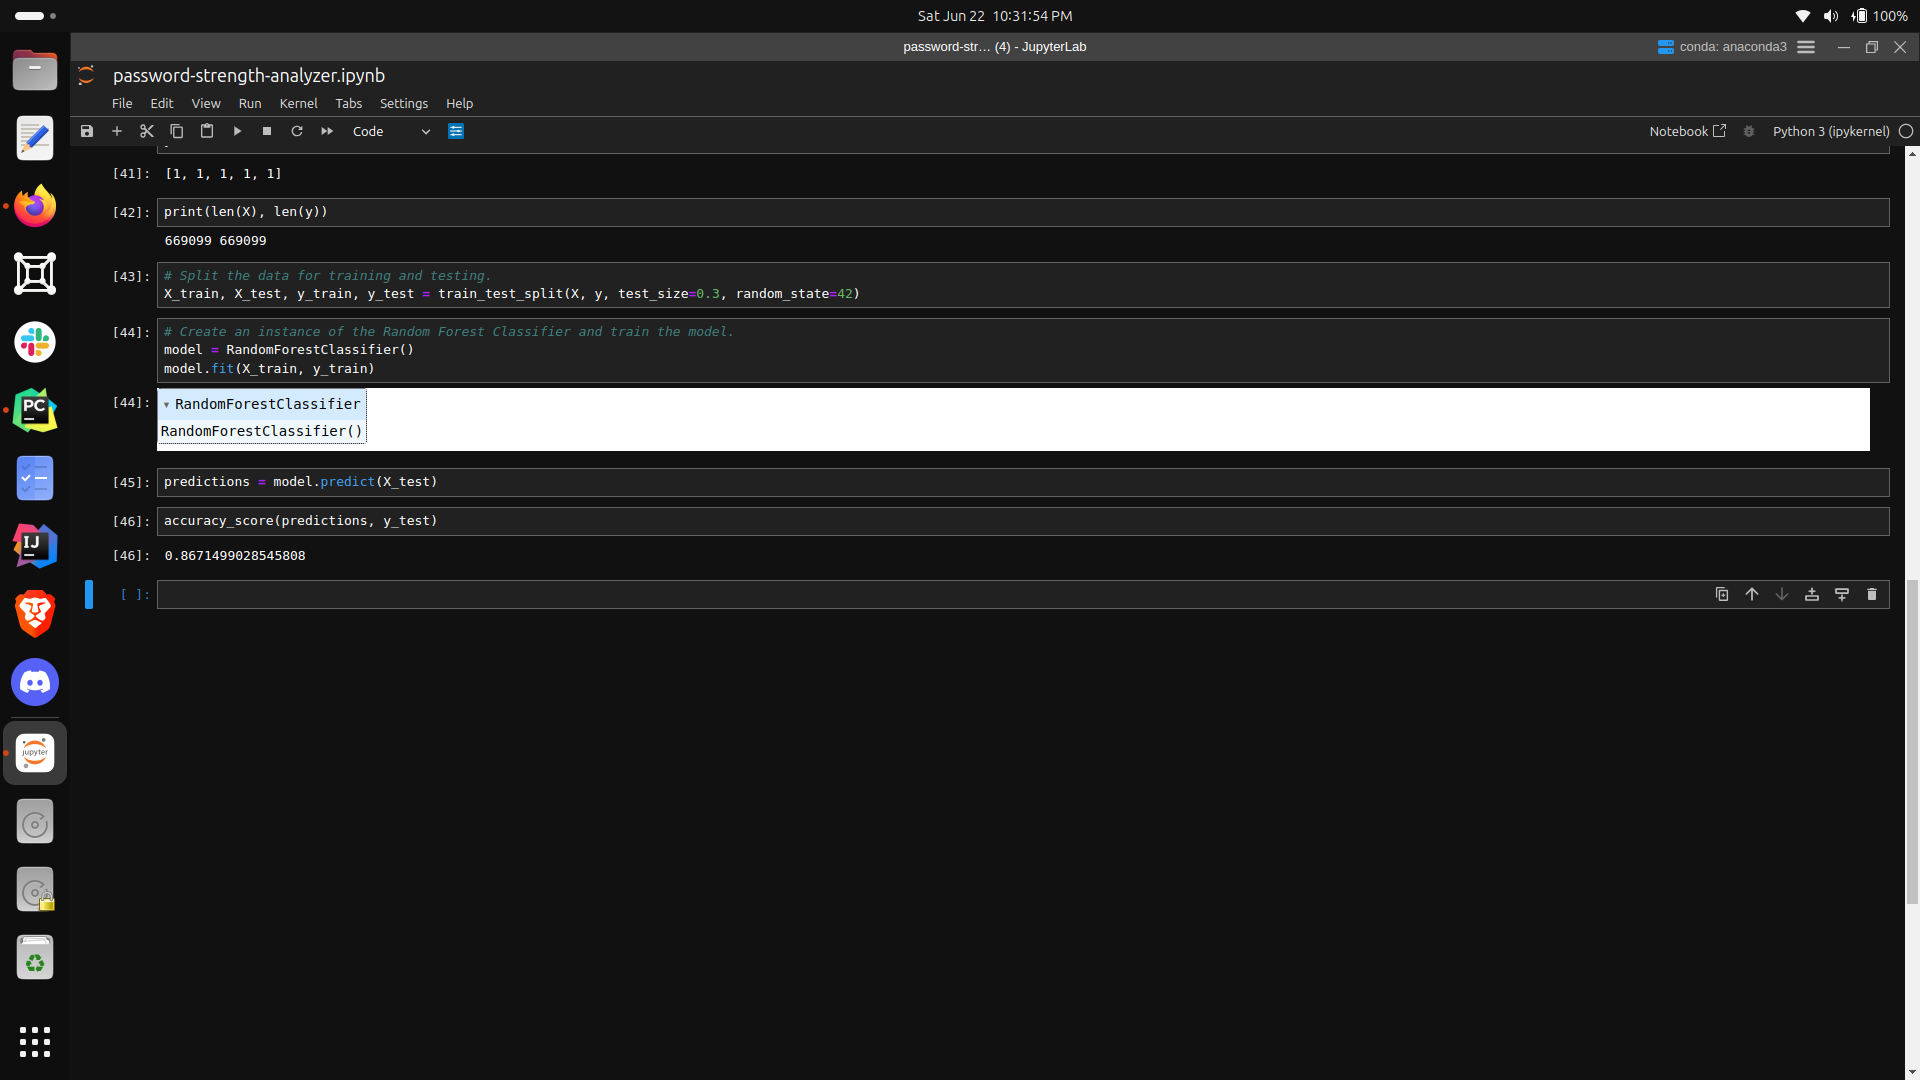 Sat Jun 22 10:31:54 PM
100%
password-str… (4) - JupyterLab
conda: anaconda3
password-strength-analyzer.ipynb
File Edit View Run Kernel Tabs Settings Help
Code
Notebook
Python 3 (ipykernel)
[41]: [1, 1, 1, 1, 1]
[42]: print(len(X), len(y))
669099 669099
[43]: # Split the data for training and testing.
X_train, X_test, y_train, y_test = train_test_split(X, y, test_size=0.3, random_state=42)
[44]: # Create an instance of the Random Forest Classifier and train the model.
model = RandomForestClassifier()
model.fit(X_train, y_train)
[44]: ▾ RandomForestClassifier
RandomForestClassifier()
[45]: predictions = model.predict(X_test)
[46]: accuracy_score(predictions, y_test)
[46]: 0.8671499028545808
[ ]:
PC
IJ
jupyter